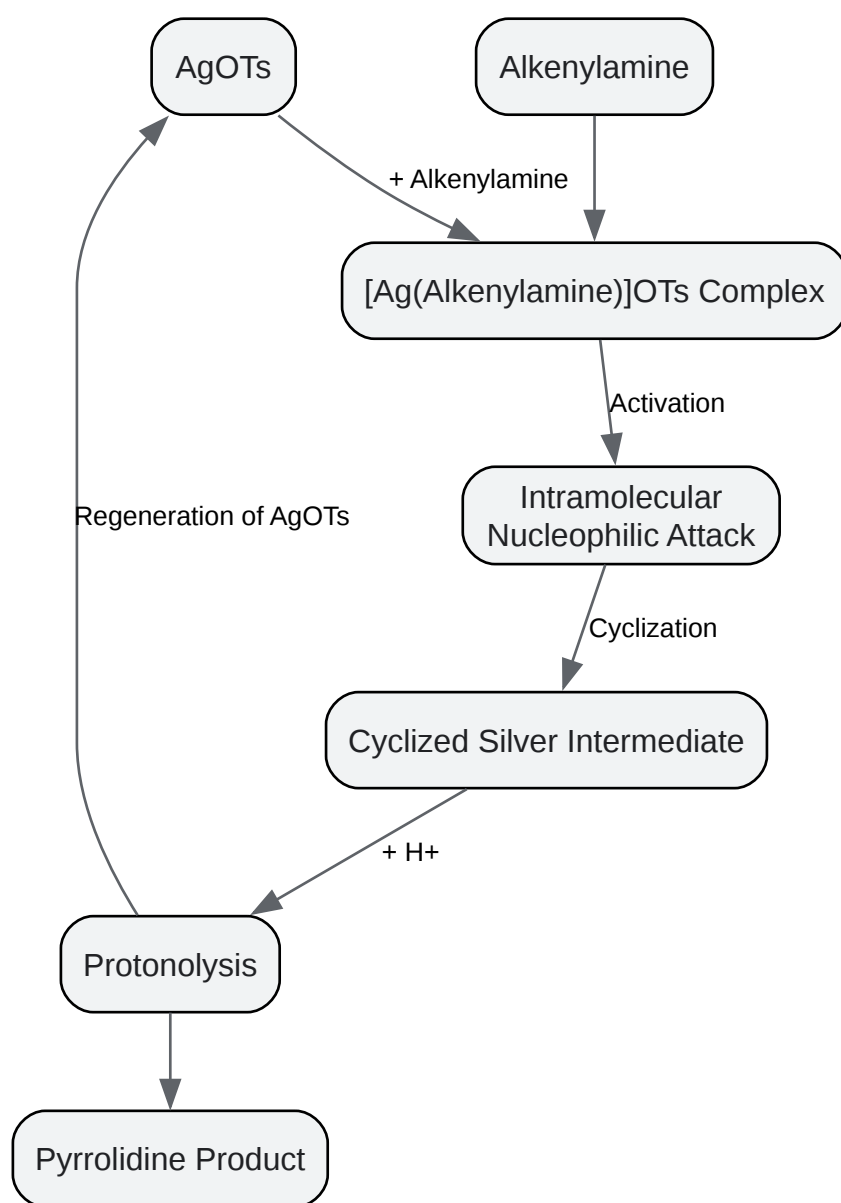 AgOTs
Alkenylamine
+ Alkenylamine
[Ag(Alkenylamine)]OTs Complex
Activation
Intramolecular
Nucleophilic Attack
Regeneration of AgOTs
Cyclization
Cyclized Silver Intermediate
+ H+
Protonolysis
Pyrrolidine Product